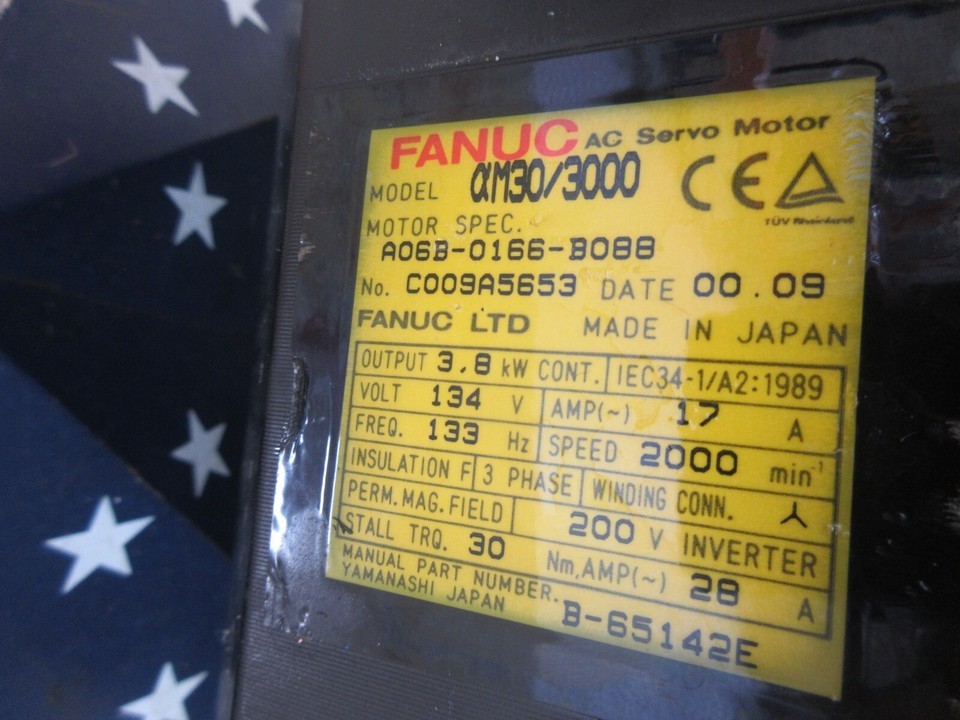 FANUC AC Servo Motor
MODEL αM30/3000 CE TÜV Rheinland
MOTOR SPEC.
A06B-0166-B088
No. C009A5653 DATE 00.09
FANUC LTD MADE IN JAPAN
OUTPUT 3.8 kW CONT. IEC34-1/A2:1989
VOLT 134 V AMP(~) 17 A
FREQ. 133 Hz SPEED 2000 min⁻¹
INSULATION F 3 PHASE WINDING CONN.
PERM.MAG.FIELD 200 V INVERTER
STALL TRQ. 30 Nm,AMP(~) 28 A
MANUAL PART NUMBER. B-65142E
YAMANASHI JAPAN